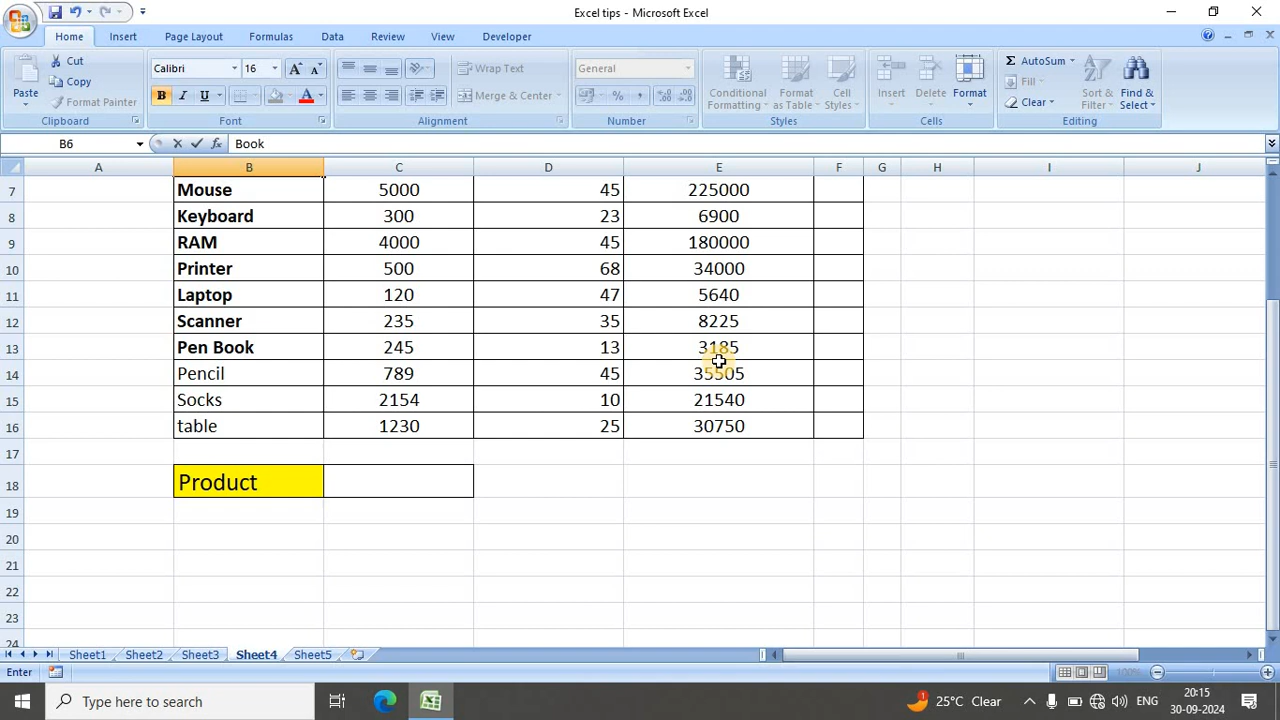 Excel tips - Microsoft Excel
Home Insert Page Layout Formulas Data Review View Developer
Paste Cut Copy Format Painter
Clipboard
Calibri 16 A A
B I U A
Font
Wrap Text
Merge & Center
Alignment
General
% ,
Number
Conditional Formatting Format as Table Cell Styles
Styles
Insert Delete Format
Cells
Σ AutoSum
Fill
Clear
Sort & Filter Find & Select
Editing
B6 fx Book
A B C D E F G H I J
7 Mouse 5000 45 225000
8 Keyboard 300 23 6900
9 RAM 4000 45 180000
10 Printer 500 68 34000
11 Laptop 120 47 5640
12 Scanner 235 35 8225
13 Pen Book 245 13 3185
14 Pencil 789 45 35505
15 Socks 2154 10 21540
16 table 1230 25 30750
17
18 Product
19
20
21
22
23
24
Sheet1 Sheet2 Sheet3 Sheet4 Sheet5
Enter 100%
Type here to search
1 25°C Clear ENG
20:15
30-09-2024